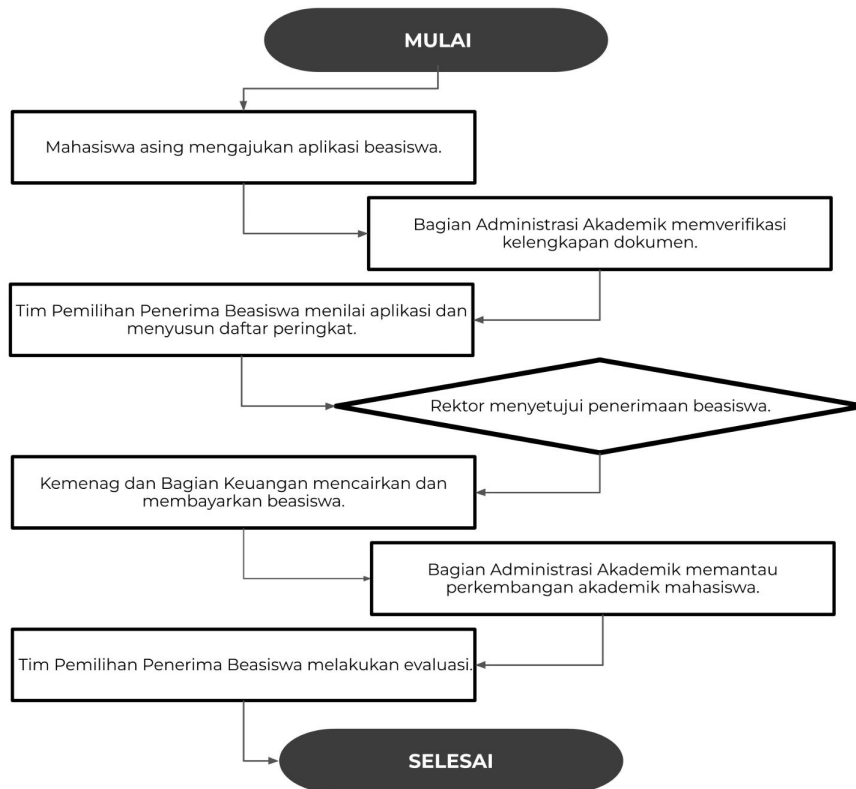 MULAI
Mahasiswa asing mengajukan aplikasi beasiswa.
Bagian Administrasi Akademik memverifikasi
kelengkapan dokumen.
Tim Pemilihan Penerima Beasiswa menilai aplikasi dan
menyusun daftar peringkat.
Rektor menyetujui penerimaan beasiswa.
Kemenag dan Bagian Keuangan mencairkan dan
membayarkan beasiswa.
Bagian Administrasi Akademik memantau
perkembangan akademik mahasiswa.
Tim Pemilihan Penerima Beasiswa melakukan evaluasi.
SELESAI